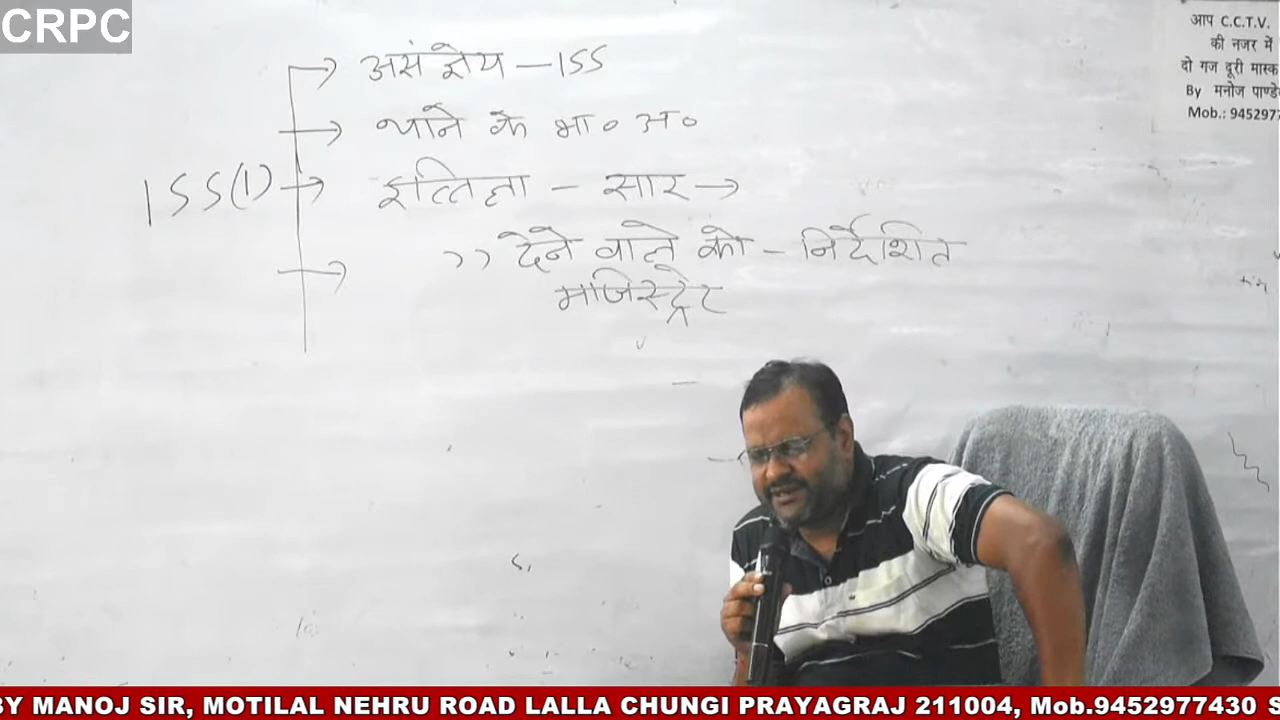 CRPC
आप C.C.T.V.
की नजर में
दो गज दूरी मास्क
By मनोज पाण्डे
Mob.: 945297
असंज्ञेय – 155
थाने के भा० अ०
155(1) इत्तिला – सार →
,, देने वाले को – निर्देशित
मजिस्ट्रेट
BY MANOJ SIR, MOTILAL NEHRU ROAD LALLA CHUNGI PRAYAGRAJ 211004, Mob.9452977430 S